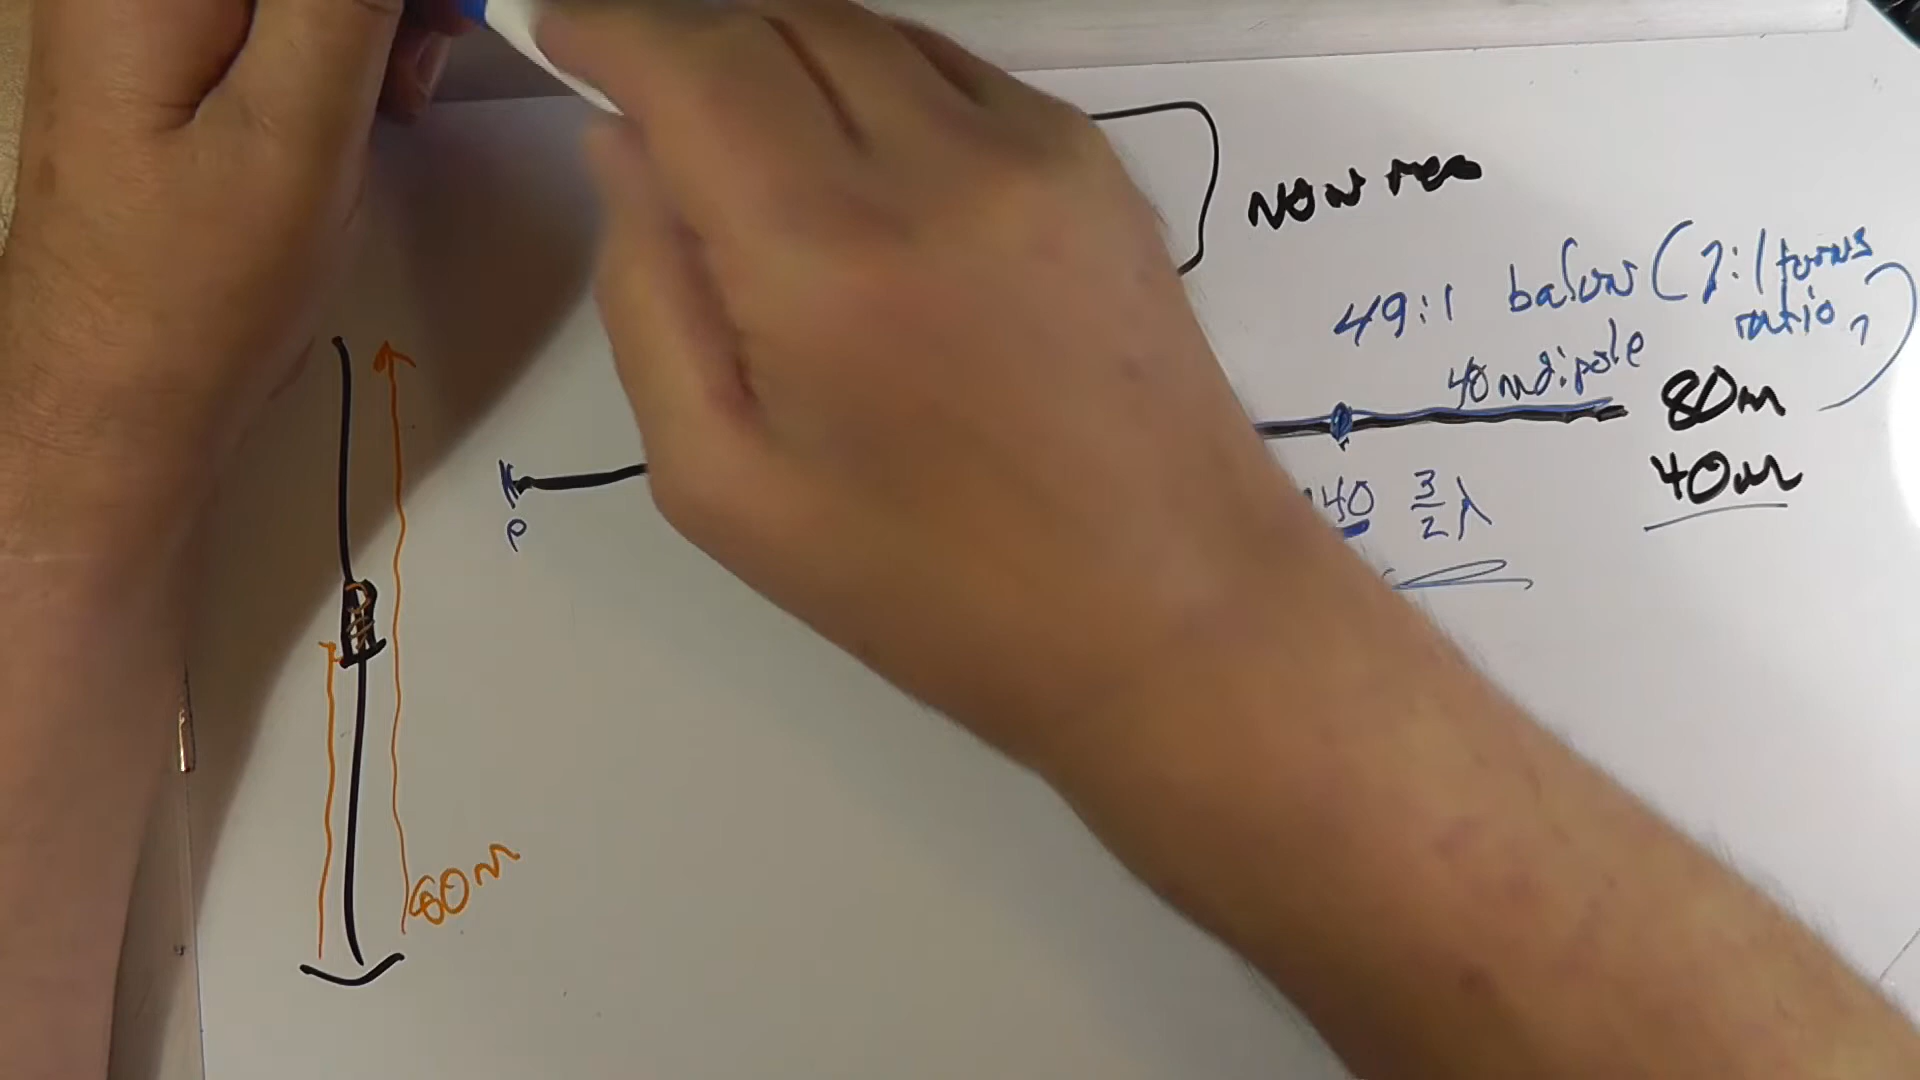 NON res
49:1 balun (7:1 turns
ratio
40m dipole
80m
40m
40 3/2 λ
P
80m